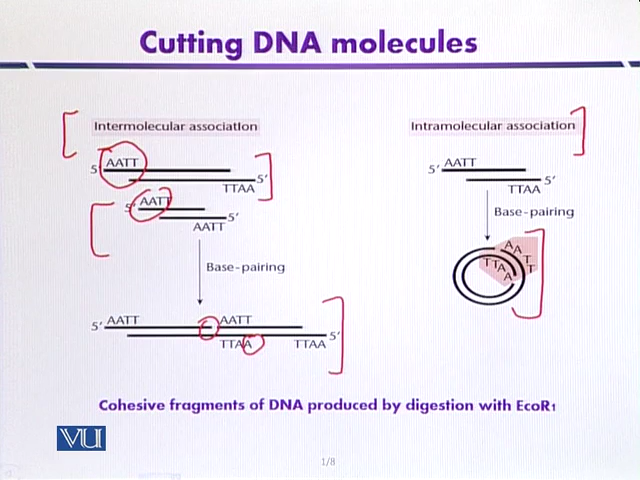 Cutting DNA molecules
Intermolecular association
5' AATT
TTAA 5'
5' AATT
AATT 5'
Base-pairing
5' AATT AATT
TTAA TTAA 5'
Intramolecular association
5' AATT
TTAA 5'
Base-pairing
AATT
TTAA
Cohesive fragments of DNA produced by digestion with EcoR1
VU
1/8